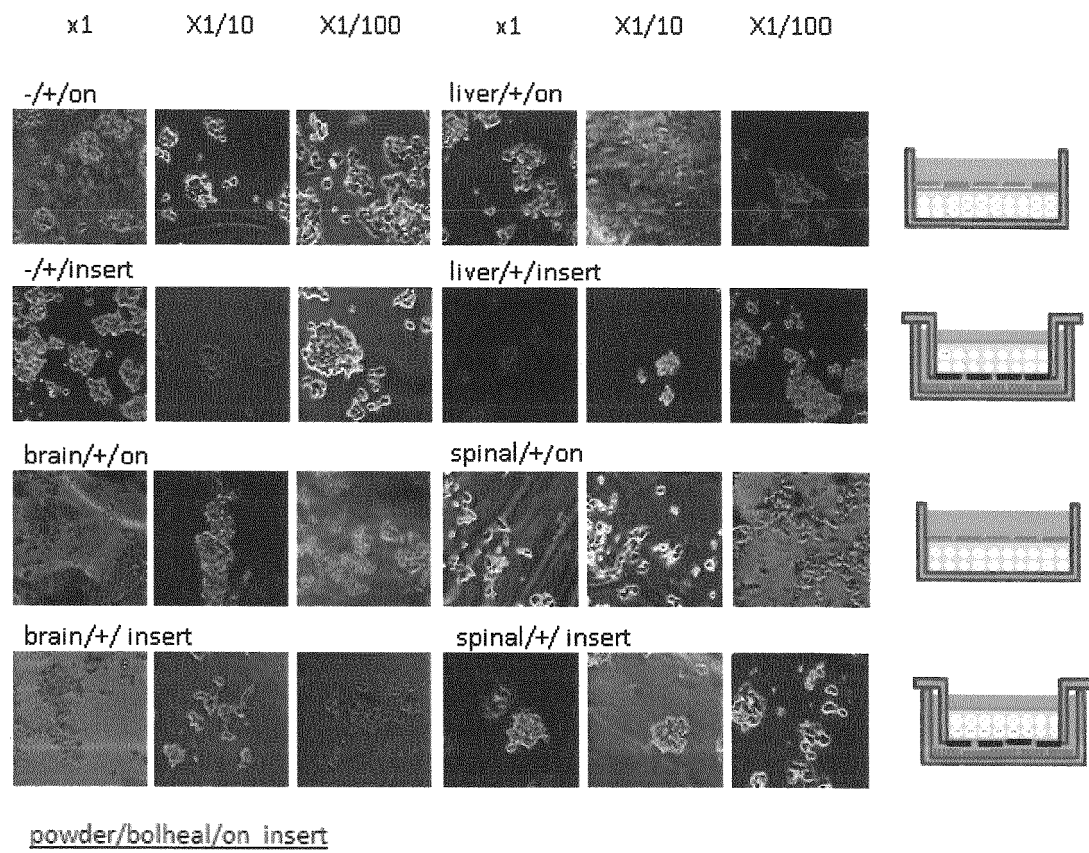 x1 X1/10 X1/100 x1 X1/10 X1/100
-/+/on liver/+/on
-/+/insert liver/+/insert
brain/+/on spinal/+/on
brain/+/ insert spinal/+/ insert
powder/bolheal/on insert